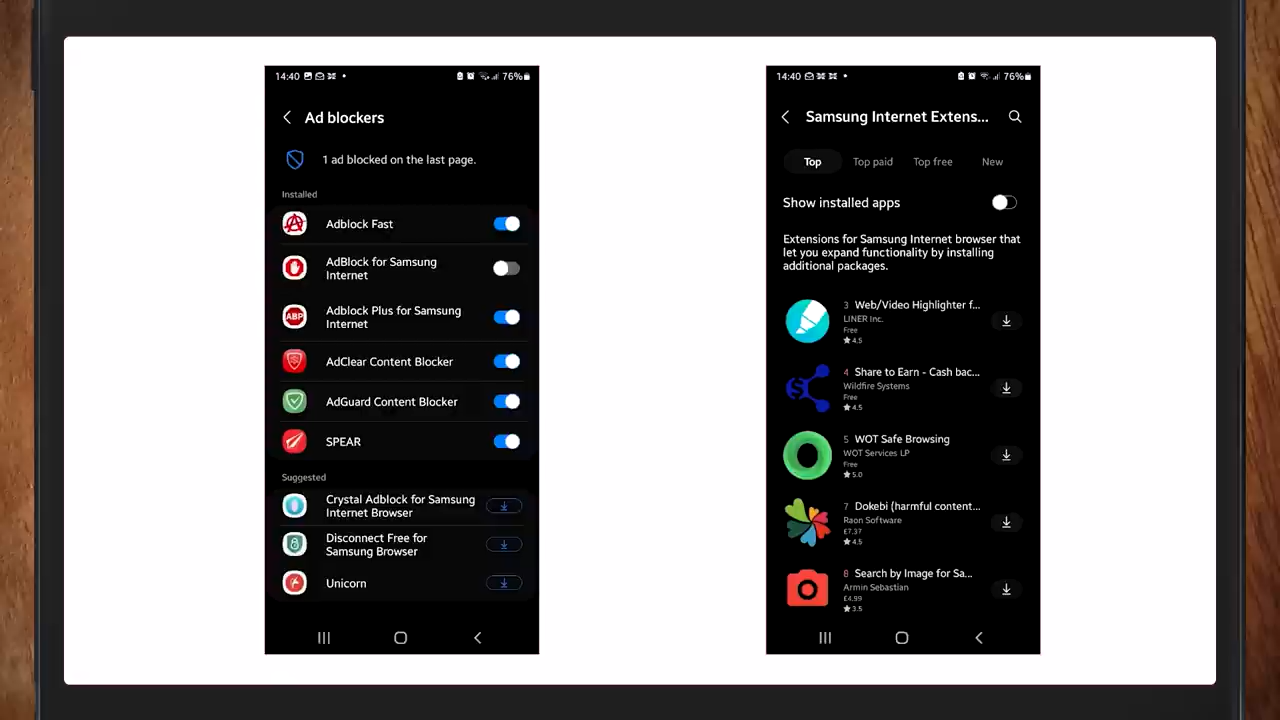 14:40
76%
Ad blockers
1 ad blocked on the last page.
Installed
Adblock Fast
AdBlock for Samsung
Internet
ABP
Adblock Plus for Samsung
Internet
AdClear Content Blocker
AdGuard Content Blocker
SPEAR
Suggested
Crystal Adblock for Samsung
Internet Browser
Disconnect Free for
Samsung Browser
Unicorn
14:40
76%
Samsung Internet Extens...
Top
Top paid
Top free
New
Show installed apps
Extensions for Samsung Internet browser that
let you expand functionality by installing
additional packages.
3 Web/Video Highlighter f...
LINER Inc.
Free
★4.5
4 Share to Earn - Cash bac...
Wildfire Systems
Free
★4.5
5 WOT Safe Browsing
WOT Services LP
Free
★5.0
7 Dokebi (harmful content...
Raon Software
£7.37
★4.5
8 Search by Image for Sa...
Armin Sebastian
£4.99
★3.5